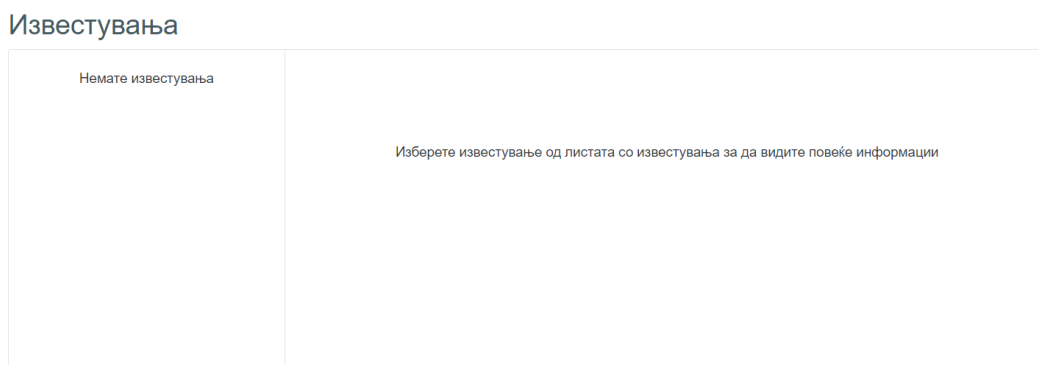 Известувања
Немате известувања
Изберете известување од листата со известувања за да видите повеќе информации